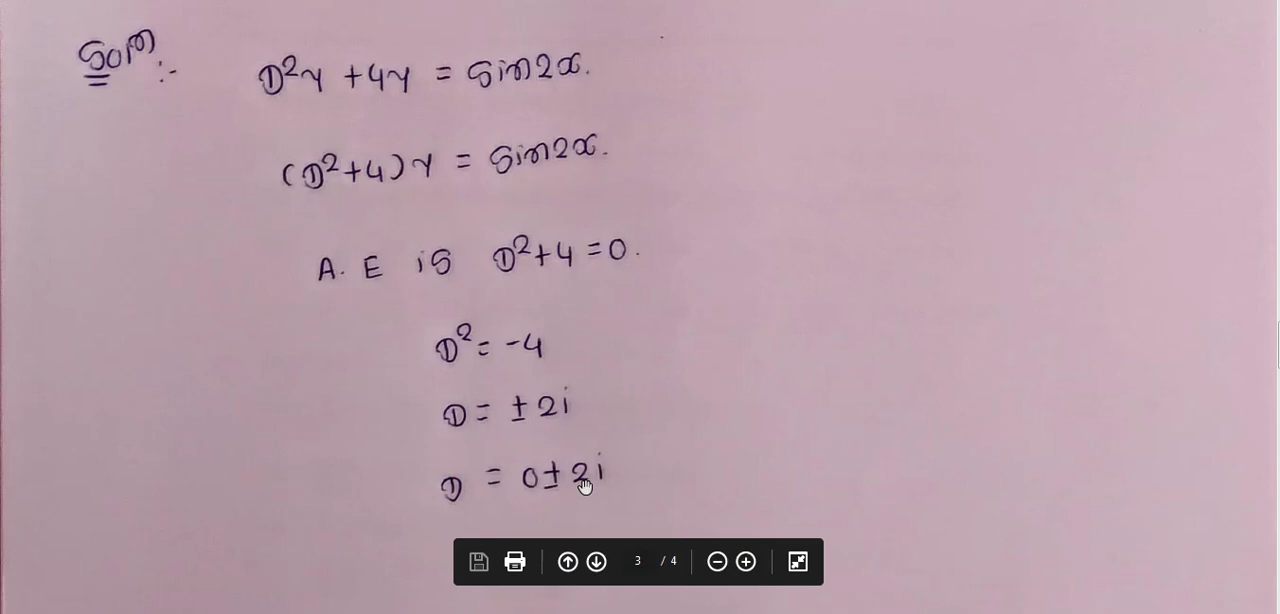 Soln :-
D²y + 4y = Sin2x.
(D²+4)y = Sin2x.
A. E is D²+4 = 0.
D² = -4
D = ± 2i
D = 0 ± 2i
3 / 4